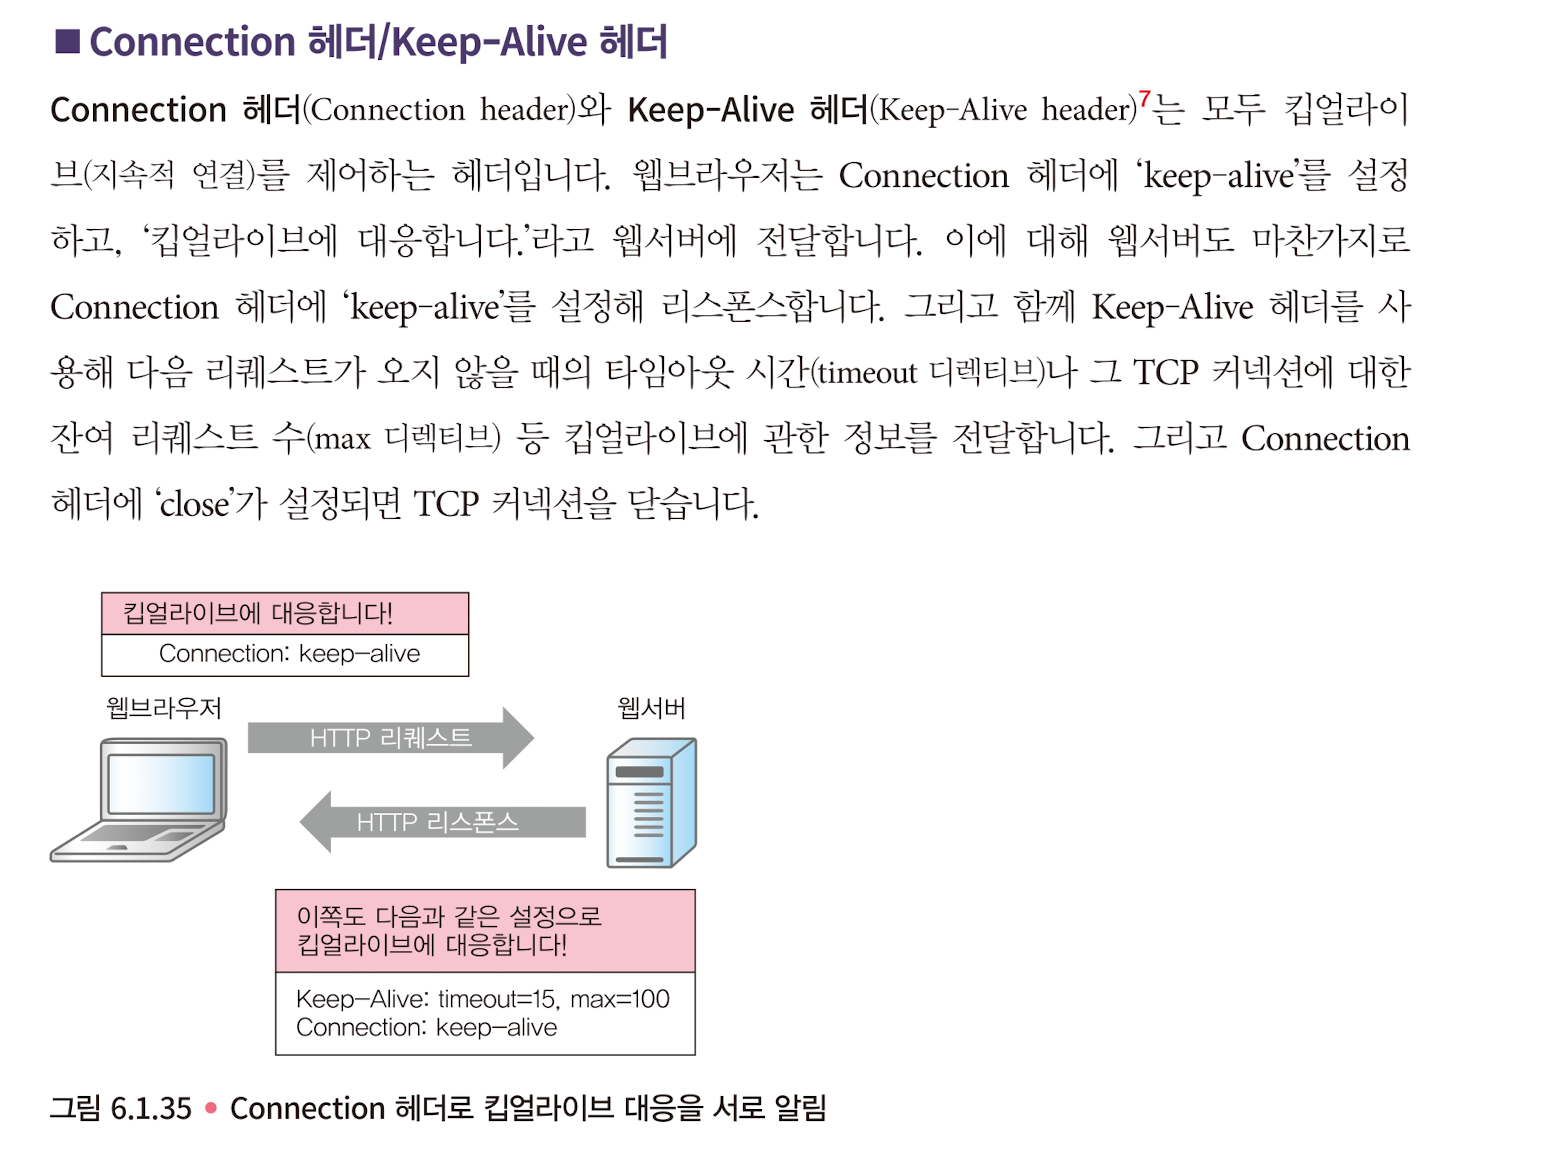 ■ Connection 헤더/Keep-Alive 헤더
Connection 헤더(Connection header)와 Keep-Alive 헤더(Keep-Alive header)7는 모두 킵얼라이
브(지속적 연결)를 제어하는 헤더입니다. 웹브라우저는 Connection 헤더에 ‘keep-alive’를 설정
하고, ‘킵얼라이브에 대응합니다.’라고 웹서버에 전달합니다. 이에 대해 웹서버도 마찬가지로
Connection 헤더에 ‘keep-alive’를 설정해 리스폰스합니다. 그리고 함께 Keep-Alive 헤더를 사
용해 다음 리퀘스트가 오지 않을 때의 타임아웃 시간(timeout 디렉티브)나 그 TCP 커넥션에 대한
잔여 리퀘스트 수(max 디렉티브) 등 킵얼라이브에 관한 정보를 전달합니다. 그리고 Connection
헤더에 ‘close’가 설정되면 TCP 커넥션을 닫습니다.
킵얼라이브에 대응합니다!
Connection: keep-alive
웹브라우저
웹서버
HTTP 리퀘스트
HTTP 리스폰스
이쪽도 다음과 같은 설정으로
킵얼라이브에 대응합니다!
Keep-Alive: timeout=15, max=100
Connection: keep-alive
그림 6.1.35 • Connection 헤더로 킵얼라이브 대응을 서로 알림